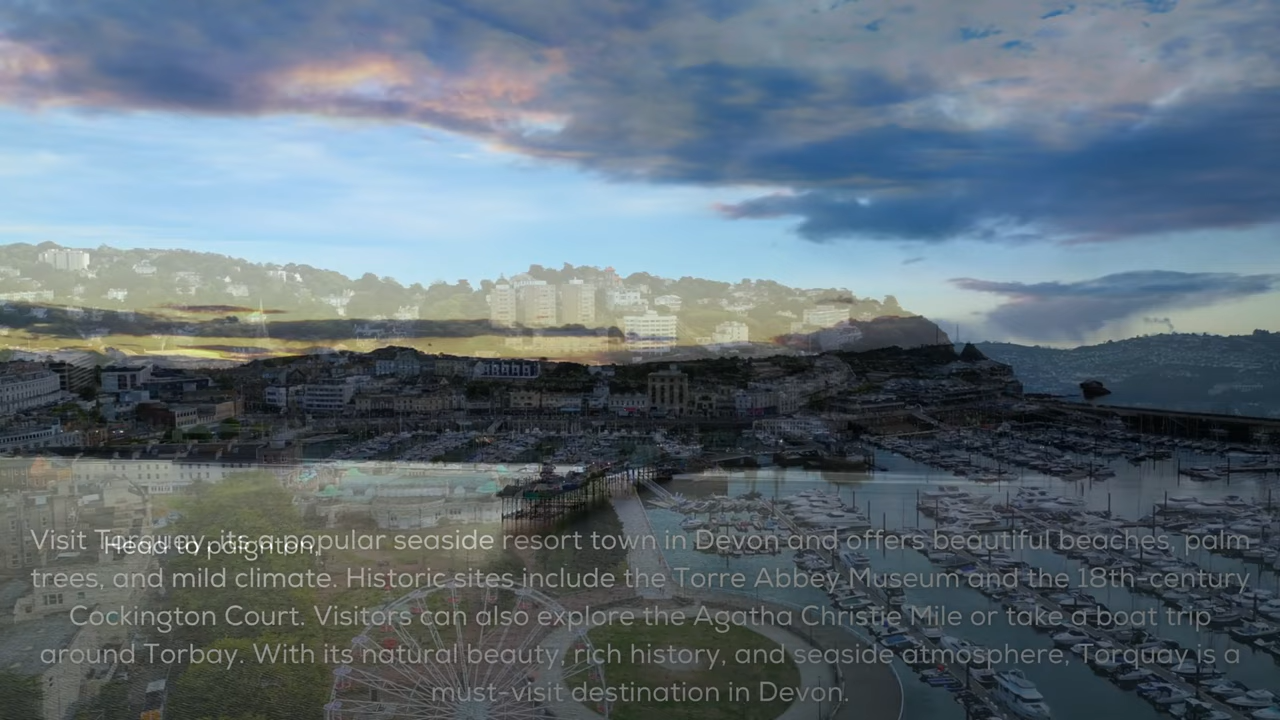 Visit Torquay, its a popular seaside resort town in Devon and offers beautiful beaches, palm
Head to paignton,
trees, and mild climate. Historic sites include the Torre Abbey Museum and the 18th-century
Cockington Court. Visitors can also explore the Agatha Christie Mile or take a boat trip
around Torbay. With its natural beauty, rich history, and seaside atmosphere, Torquay is a
must-visit destination in Devon.